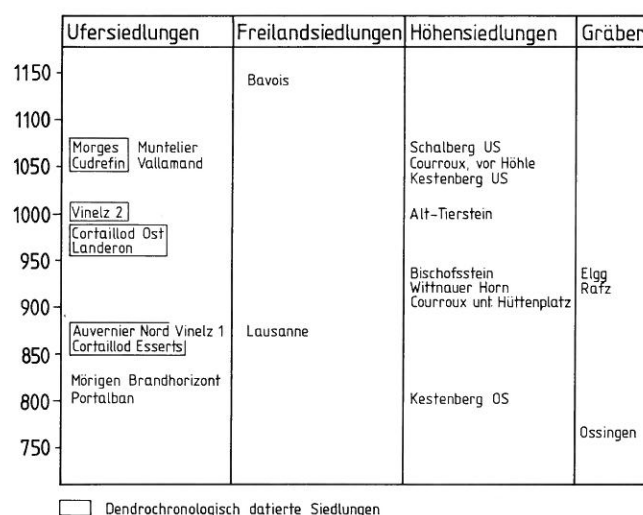 Ufersiedlungen Freilandsiedlungen Höhensiedlungen Gräber
1150 Bavois
1100
Morges Muntelier Schalberg US
1050 Cudrefin Vallamand Courroux, vor Höhle
Kestenberg US
1000 Vinelz 2 Alt-Tierstein
Cortaillod Ost
Landeron
950
Bischofsstein Elgg
Wittnauer Horn Rafz
900 Courroux unt Hüttenplatz
Auvernier Nord Vinelz 1 Lausanne
850 Cortaillod Esserts
Mörigen Brandhorizont
800 Portalban Kestenberg OS
Ossingen
750
Dendrochronologisch datierte Siedlungen